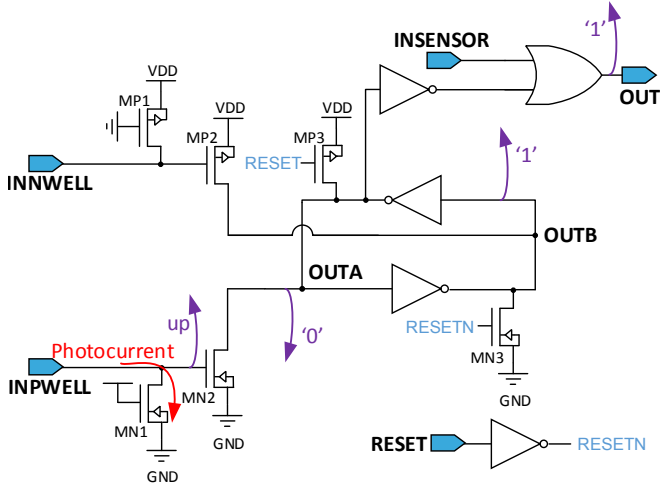 INSENSOR
'1'
OUT
VDD
MP1
VDD
MP2
VDD
MP3
RESET
INNWELL
'1'
OUTB
OUTA
up
'0'
Photocurrent
INPWELL
MN1
MN2
GND
GND
RESETN
MN3
GND
RESET
RESETN